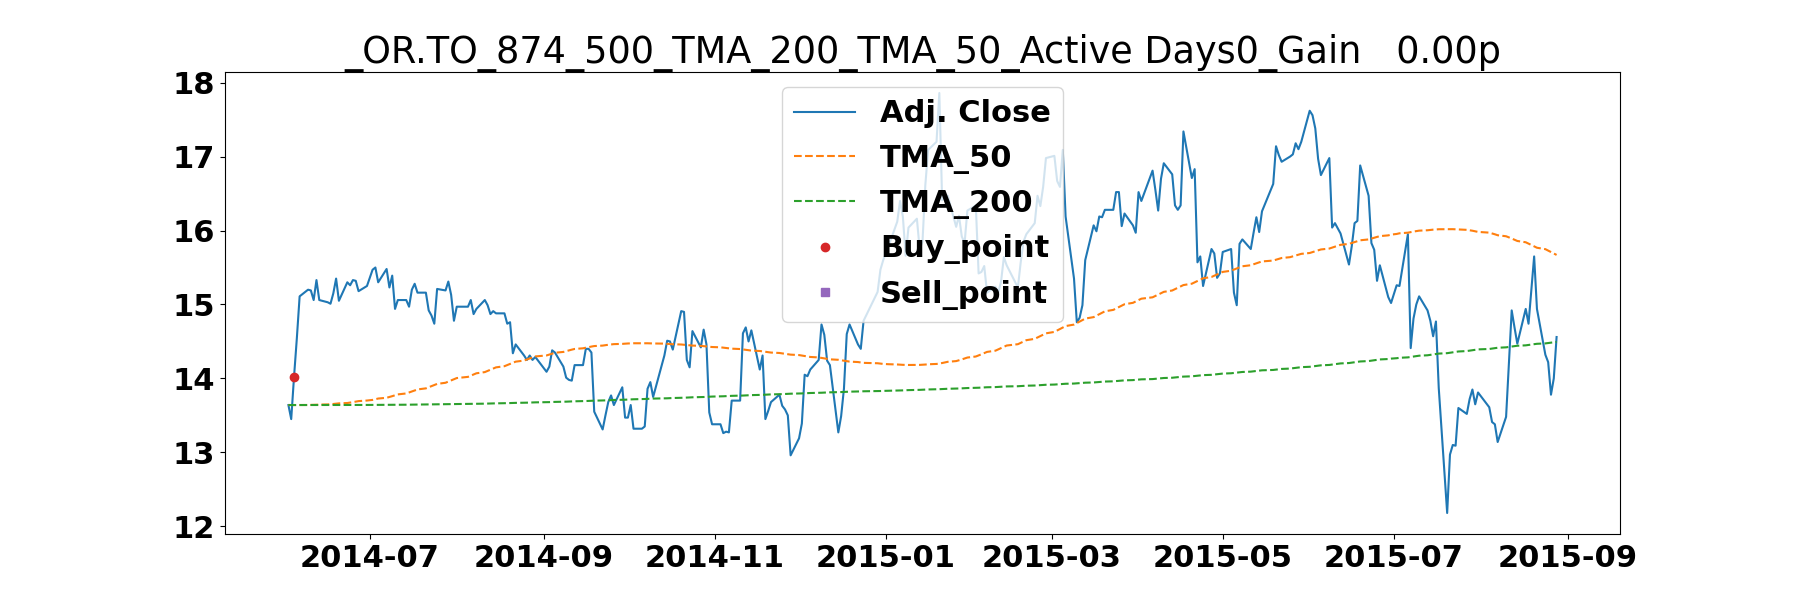 _OR.TO_874_500_TMA_200_TMA_50_Active Days0_Gain   0.00p
18
17
16
15
14
13
12
Adj. Close
TMA_50
TMA_200
Buy_point
Sell_point
2014-07 2014-09 2014-11 2015-01 2015-03 2015-05 2015-07 2015-09